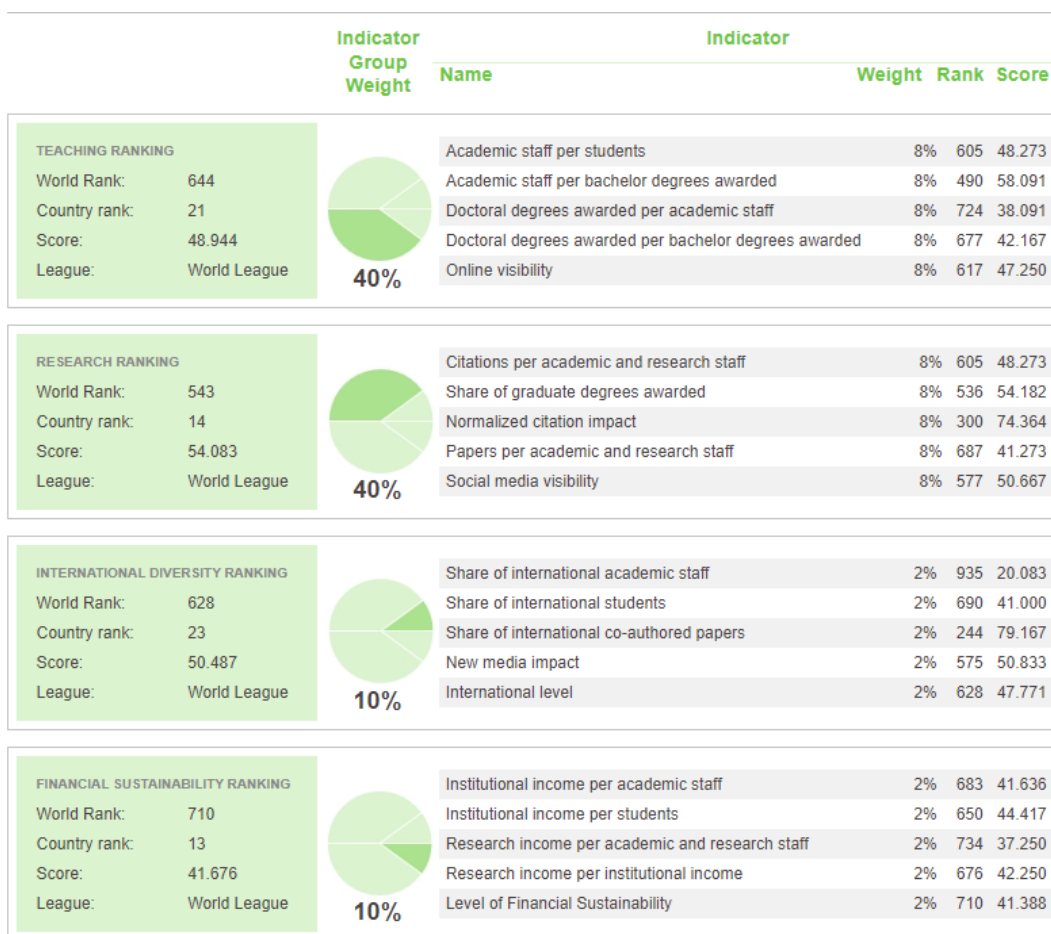 Indicator Group Weight
Indicator
Name Weight Rank Score
TEACHING RANKING
World Rank: 644
Country rank: 21
Score: 48.944
League: World League
40%
Academic staff per students 8% 605 48.273
Academic staff per bachelor degrees awarded 8% 490 58.091
Doctoral degrees awarded per academic staff 8% 724 38.091
Doctoral degrees awarded per bachelor degrees awarded 8% 677 42.167
Online visibility 8% 617 47.250
RESEARCH RANKING
World Rank: 543
Country rank: 14
Score: 54.083
League: World League
40%
Citations per academic and research staff 8% 605 48.273
Share of graduate degrees awarded 8% 536 54.182
Normalized citation impact 8% 300 74.364
Papers per academic and research staff 8% 687 41.273
Social media visibility 8% 577 50.667
INTERNATIONAL DIVERSITY RANKING
World Rank: 628
Country rank: 23
Score: 50.487
League: World League
10%
Share of international academic staff 2% 935 20.083
Share of international students 2% 690 41.000
Share of international co-authored papers 2% 244 79.167
New media impact 2% 575 50.833
International level 2% 628 47.771
FINANCIAL SUSTAINABILITY RANKING
World Rank: 710
Country rank: 13
Score: 41.676
League: World League
10%
Institutional income per academic staff 2% 683 41.636
Institutional income per students 2% 650 44.417
Research income per academic and research staff 2% 734 37.250
Research income per institutional income 2% 676 42.250
Level of Financial Sustainability 2% 710 41.388